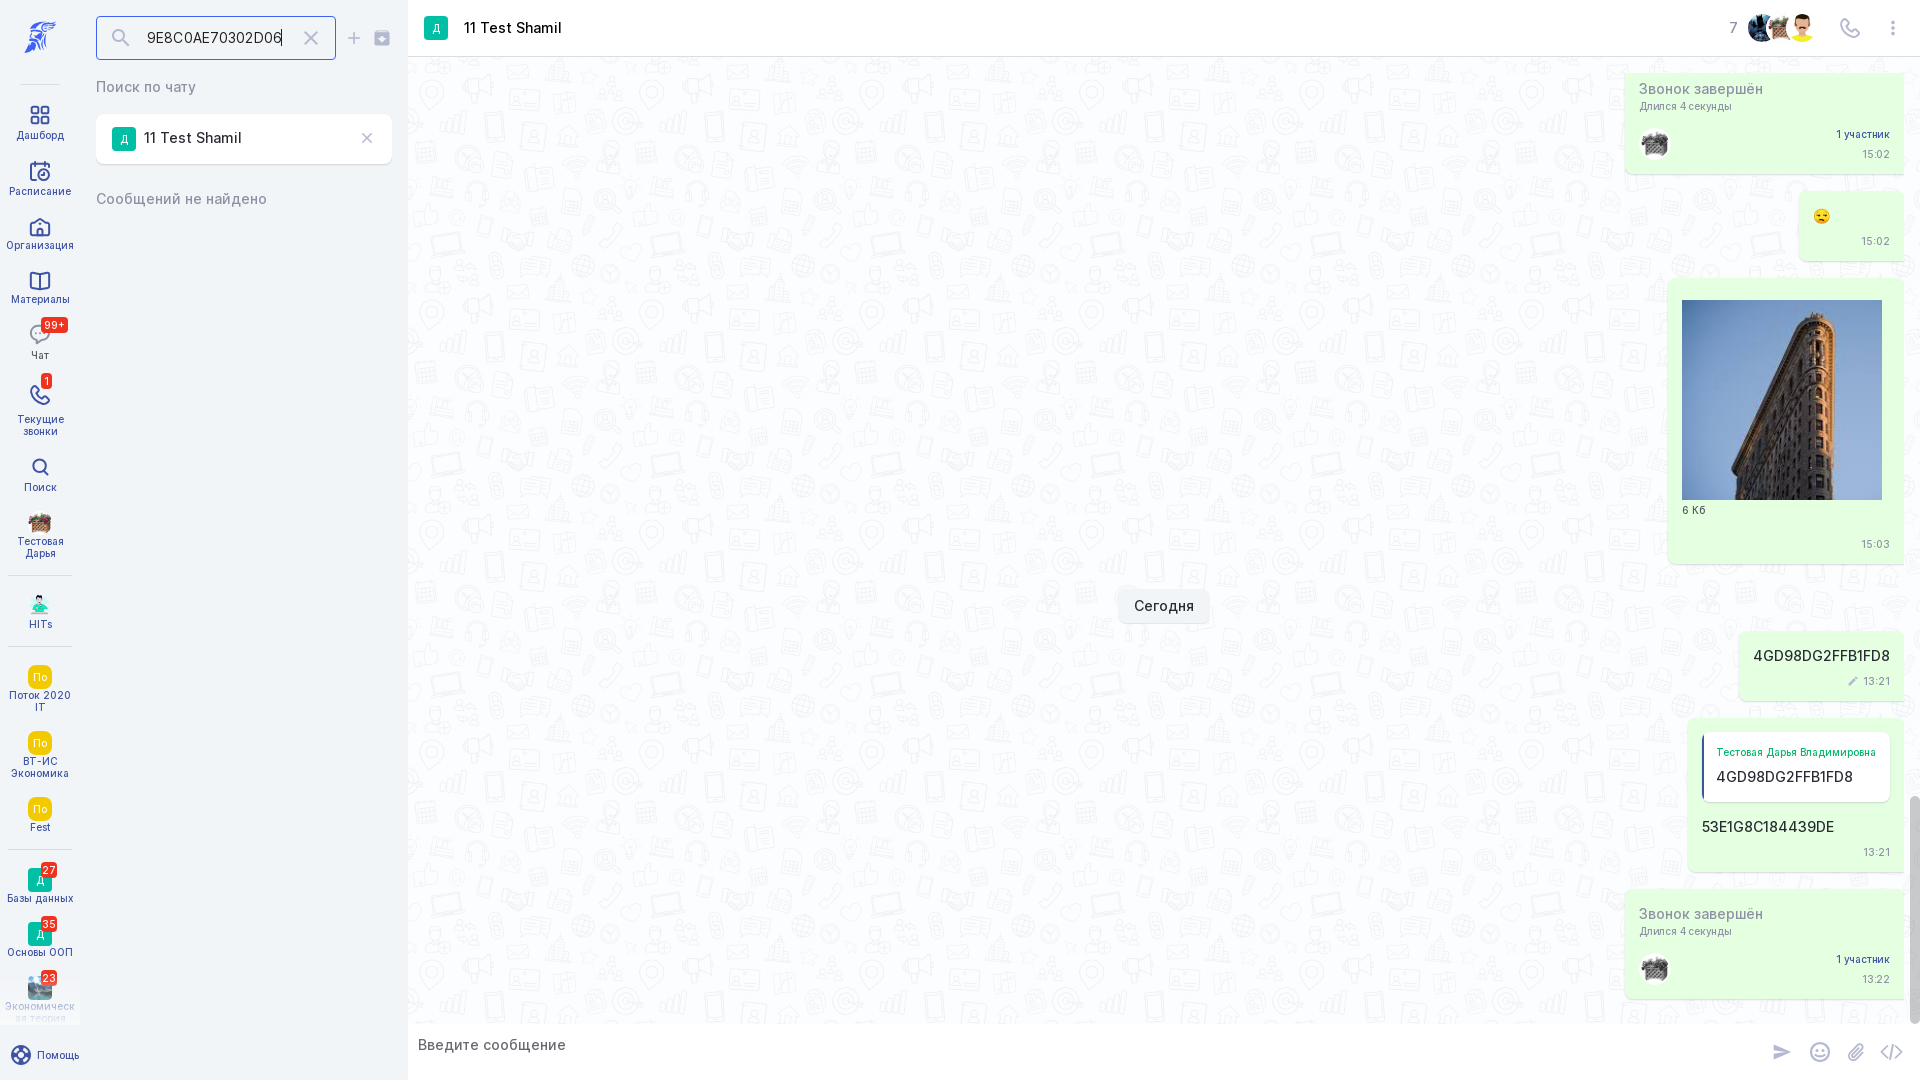 9E8C0AE70302D06
Поиск по чату
Д
11 Test Shamil
Сообщений не найдено
Дашборд
Расписание
Организация
Материалы
99+
Чат
1
Текущие
звонки
Поиск
Тестовая
Дарья
HITs
По
Поток 2020
IT
По
ВТ-ИС
Экономика
По
Fest
27
Д
Базы данных
35
Д
Основы ООП
23
Экономическ
ая теория
Помощь
Д
11 Test Shamil
7
Звонок завершён
Длился 4 секунды
1 участник
15:02
15:02
6 Кб
15:03
Сегодня
4GD98DG2FFB1FD8
13:21
Тестовая Дарья Владимировна
4GD98DG2FFB1FD8
53E1G8C184439DE
13:21
Звонок завершён
Длился 4 секунды
1 участник
13:22
Введите сообщение